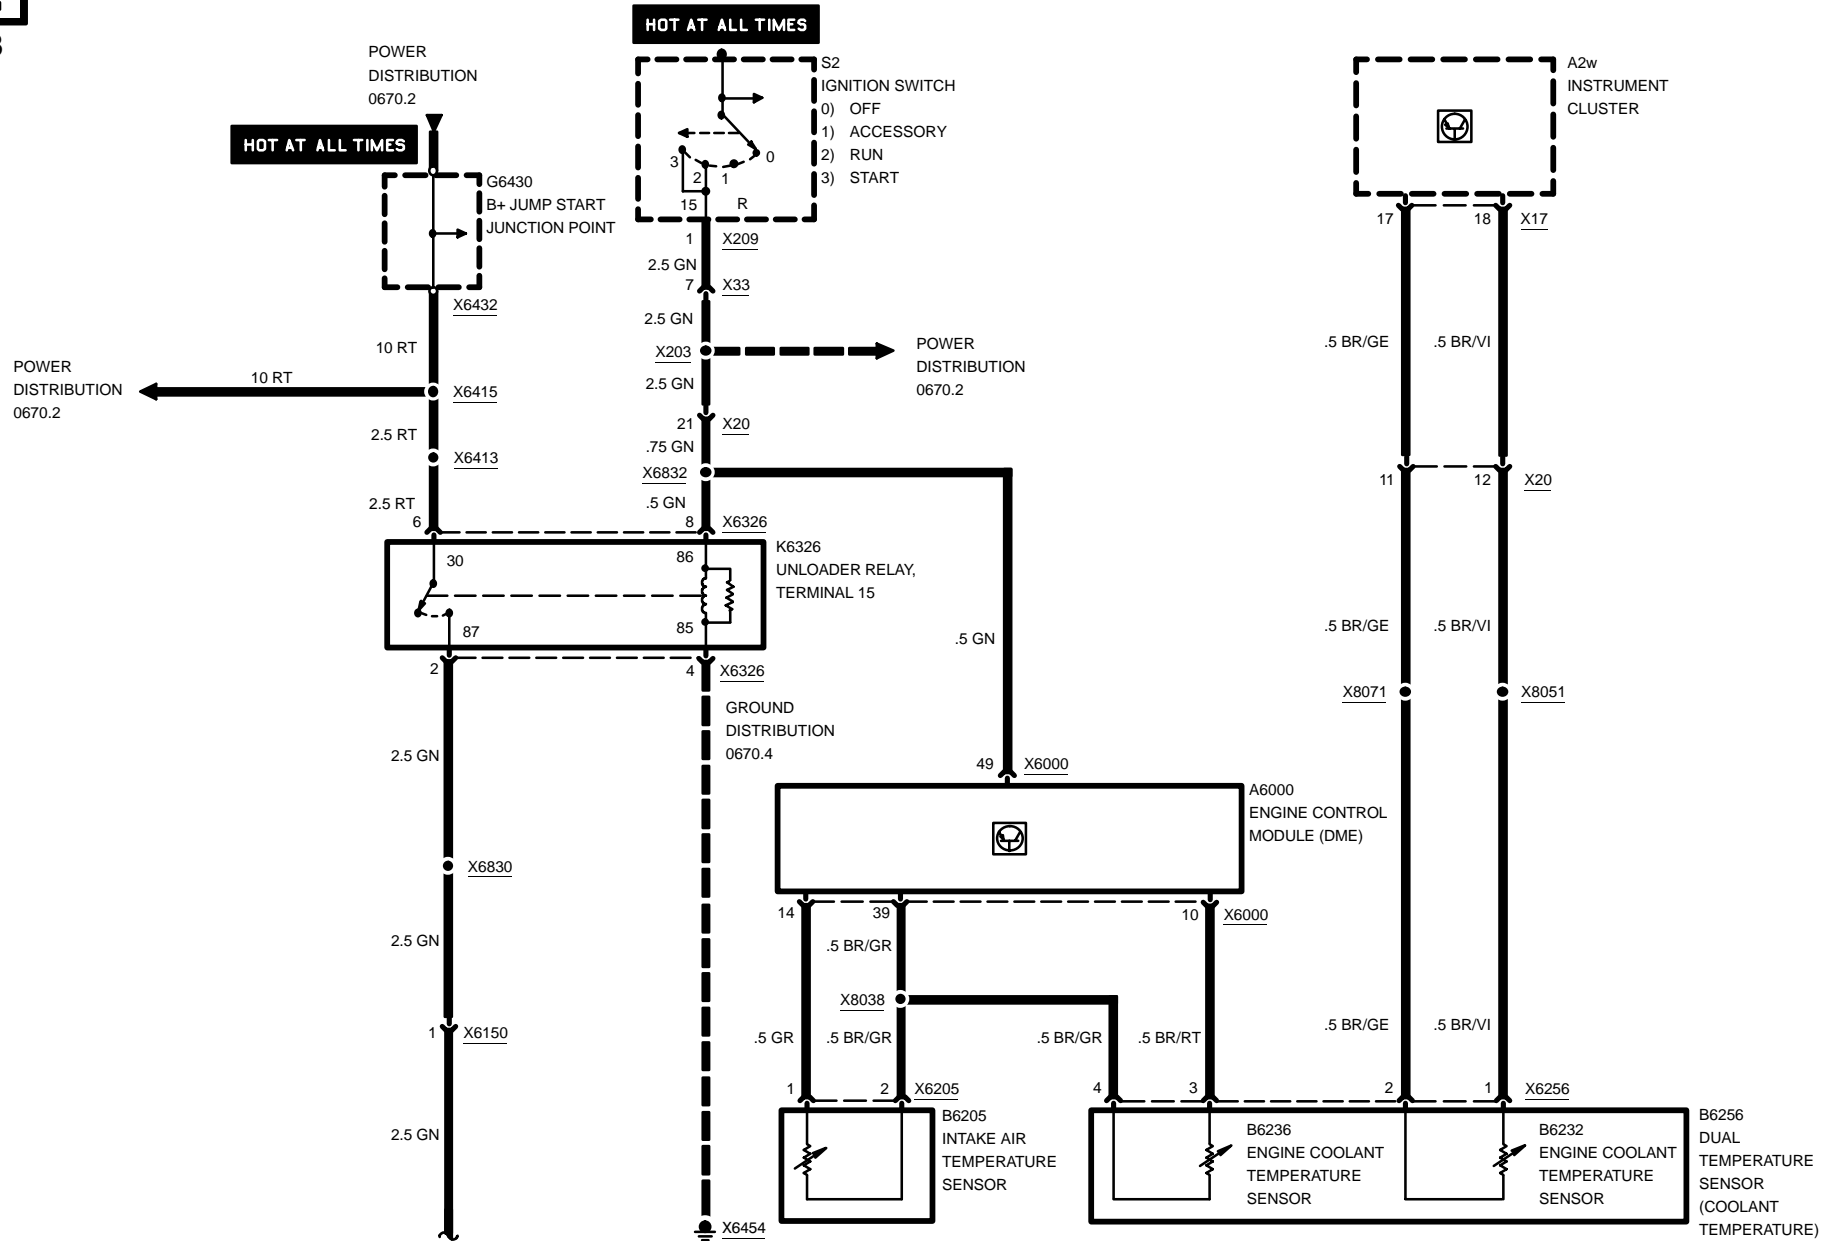 HOT AT ALL TIMES
POWER
DISTRIBUTION
0670.2
HOT AT ALL TIMES
G6430
B+ JUMP START
JUNCTION POINT
X6432
10 RT
POWER
DISTRIBUTION
0670.2
10 RT
X6415
2.5 RT
X6413
2.5 RT
6
S2
IGNITION SWITCH
0) OFF
1) ACCESSORY
2) RUN
3) START
0
3
2
1
15
R
1
X209
2.5 GN
7
X33
2.5 GN
X203
POWER
DISTRIBUTION
0670.2
2.5 GN
21
X20
.75 GN
X6832
.5 GN
8
X6326
30
86
87
85
K6326
UNLOADER RELAY,
TERMINAL 15
2
4
X6326
GROUND
DISTRIBUTION
0670.4
2.5 GN
X6830
2.5 GN
1
X6150
2.5 GN
X6454
.5 GN
49
X6000
A6000
ENGINE CONTROL
MODULE (DME)
14
39
10
X6000
.5 BR/GR
X8038
.5 GR
.5 BR/GR
.5 BR/GR
.5 BR/RT
1
2
X6205
B6205
INTAKE AIR
TEMPERATURE
SENSOR
A2w
INSTRUMENT
CLUSTER
17
18
X17
.5 BR/GE
.5 BR/VI
11
12
X20
.5 BR/GE
.5 BR/VI
X8071
X8051
.5 BR/GE
.5 BR/VI
4
3
2
1
X6256
B6236
ENGINE COOLANT
TEMPERATURE
SENSOR
B6232
ENGINE COOLANT
TEMPERATURE
SENSOR
B6256
DUAL
TEMPERATURE
SENSOR
(COOLANT
TEMPERATURE)